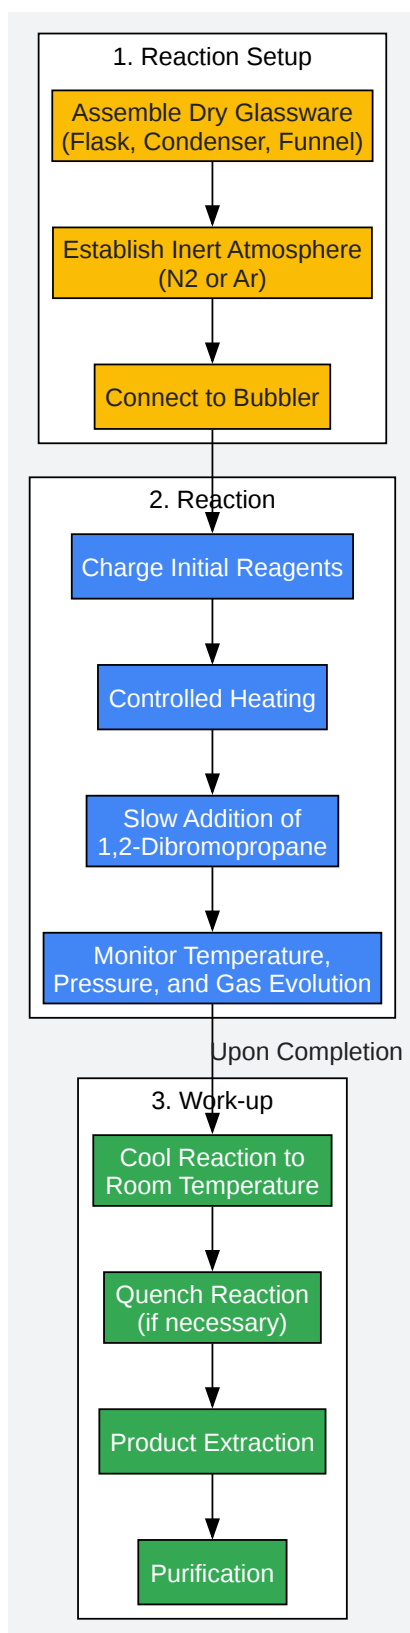 1. Reaction Setup
Assemble Dry Glassware
(Flask, Condenser, Funnel)
Establish Inert Atmosphere
(N2 or Ar)
Connect to Bubbler
2. Reaction
Charge Initial Reagents
Controlled Heating
Slow Addition of
1,2-Dibromopropane
Monitor Temperature,
Pressure, and Gas Evolution
Upon Completion
3. Work-up
Cool Reaction to
Room Temperature
Quench Reaction
(if necessary)
Product Extraction
Purification